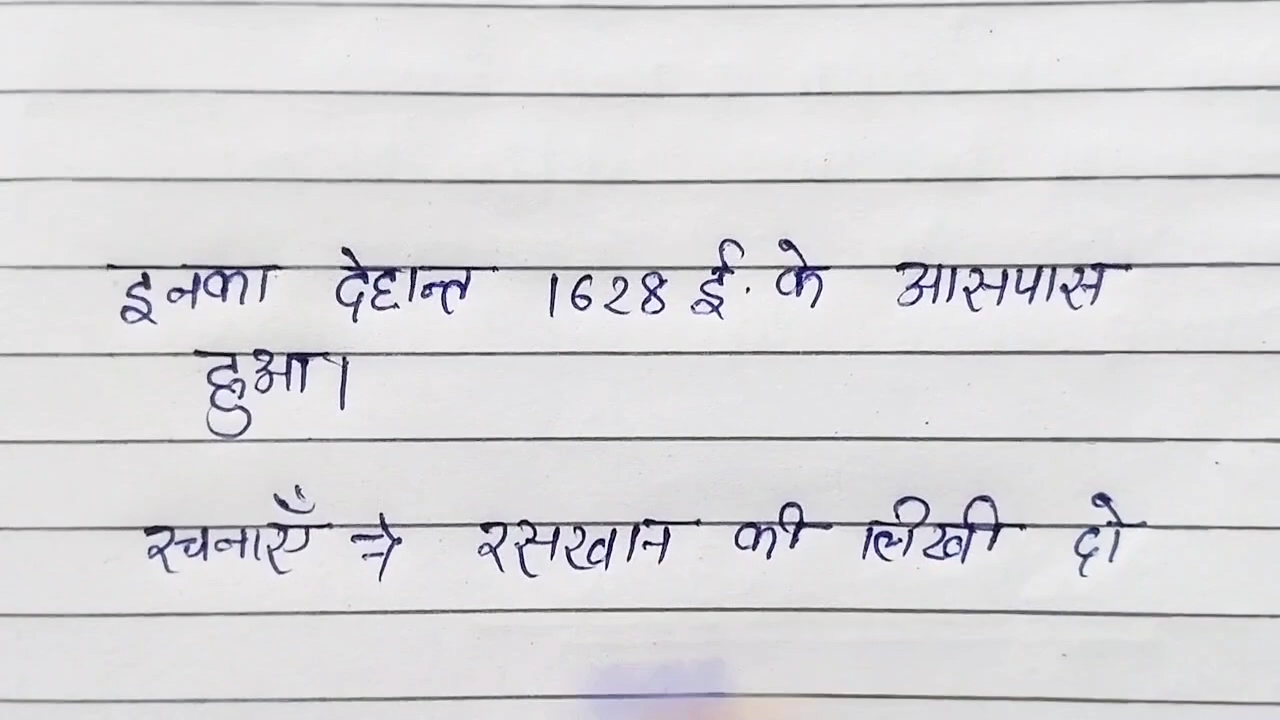 इनका देहान्त 1628 ई. के आसपास
हुआ।
रचनाएँ → रसखान की लिखी दो